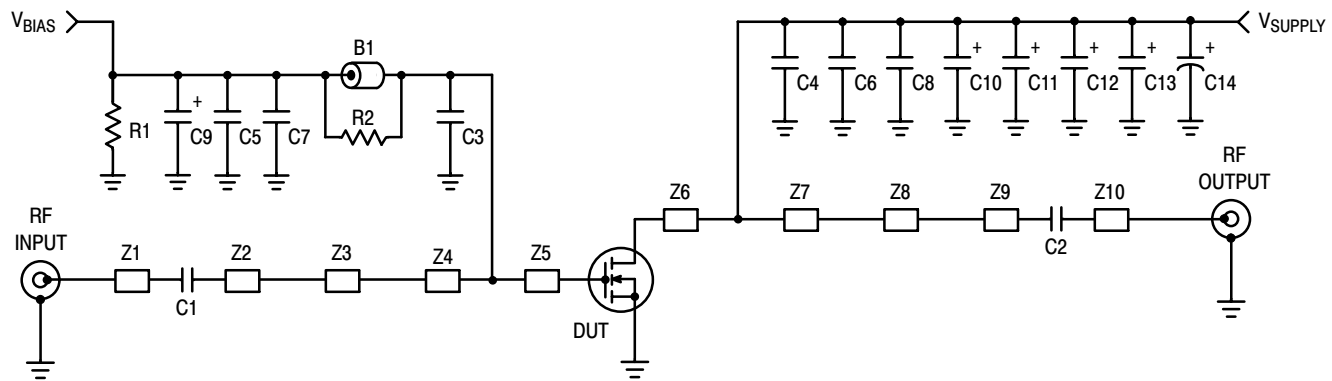 VBIAS
VSUPPLY
B1
R1
+
C9
C5
C7
R2
C3
C4
C6
C8
+
C10
+
C11
+
C12
+
C13
+
C14
RF
INPUT
Z1
C1
Z2
Z3
Z4
Z5
DUT
Z6
Z7
Z8
Z9
C2
Z10
RF
OUTPUT